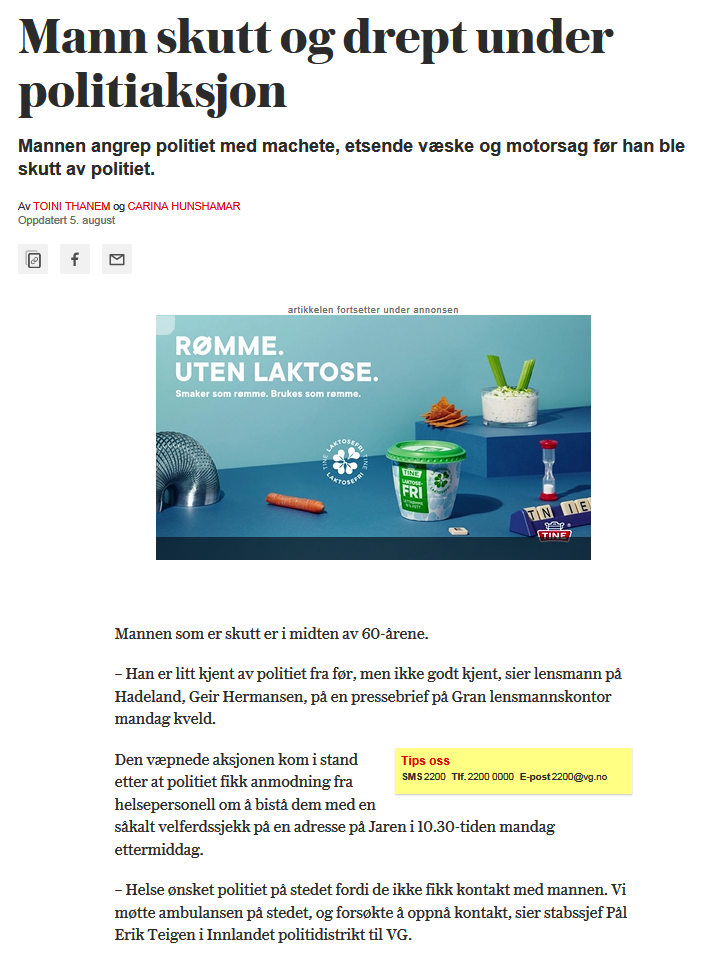 Mann skutt og drept under
politiaksjon
Mannen angrep politiet med machete, etsende væske og motorsag før han ble
skutt av politiet.
Av TOINI THANEM og CARINA HUNSHAMAR
Oppdatert 5. august
artikkelen fortsetter under annonsen
RØMME.
UTEN LAKTOSE.
Smaker som rømme. Brukes som rømme.
TINE LAKTOSEFRI TINE LAKTOSEFRI
TINE
LAKTOSE-
FRI
TN IE
TINE
Mannen som er skutt er i midten av 60-årene.
– Han er litt kjent av politiet fra før, men ikke godt kjent, sier lensmann på
Hadeland, Geir Hermansen, på en pressebrief på Gran lensmannskontor
mandag kveld.
Den væpnede aksjonen kom i stand
etter at politiet fikk anmodning fra
helsepersonell om å bistå dem med en
såkalt velferdssjekk på en adresse på Jaren i 10.30-tiden mandag
ettermiddag.
Tips oss
SMS 2200 Tlf. 2200 0000 E-post 2200@vg.no
– Helse ønsket politiet på stedet fordi de ikke fikk kontakt med mannen. Vi
møtte ambulansen på stedet, og forsøkte å oppnå kontakt, sier stabssjef Pål
Erik Teigen i Innlandet politidistrikt til VG.